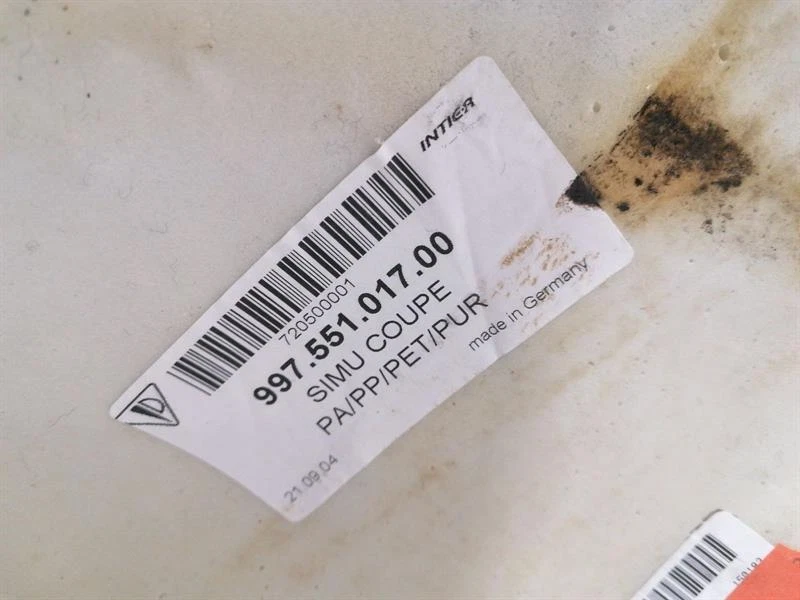 INTIER
720500001
997.551.017.00
SIMU COUPE
PA/PP/PET/PUR
made in Germany
21.09.04
D